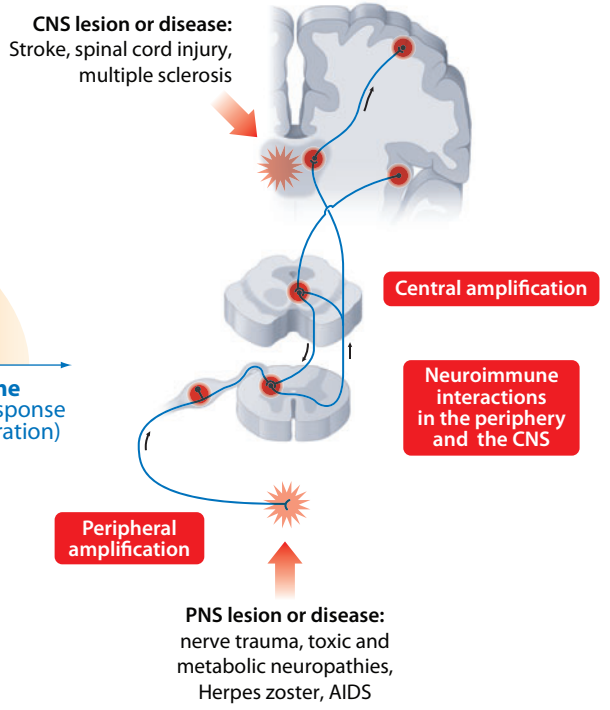 CNS lesion or disease:
Stroke, spinal cord injury,
multiple sclerosis
Central amplification
Neuroimmune
interactions
in the periphery
and the CNS
Peripheral
amplification
PNS lesion or disease:
nerve trauma, toxic and
metabolic neuropathies,
Herpes zoster, AIDS